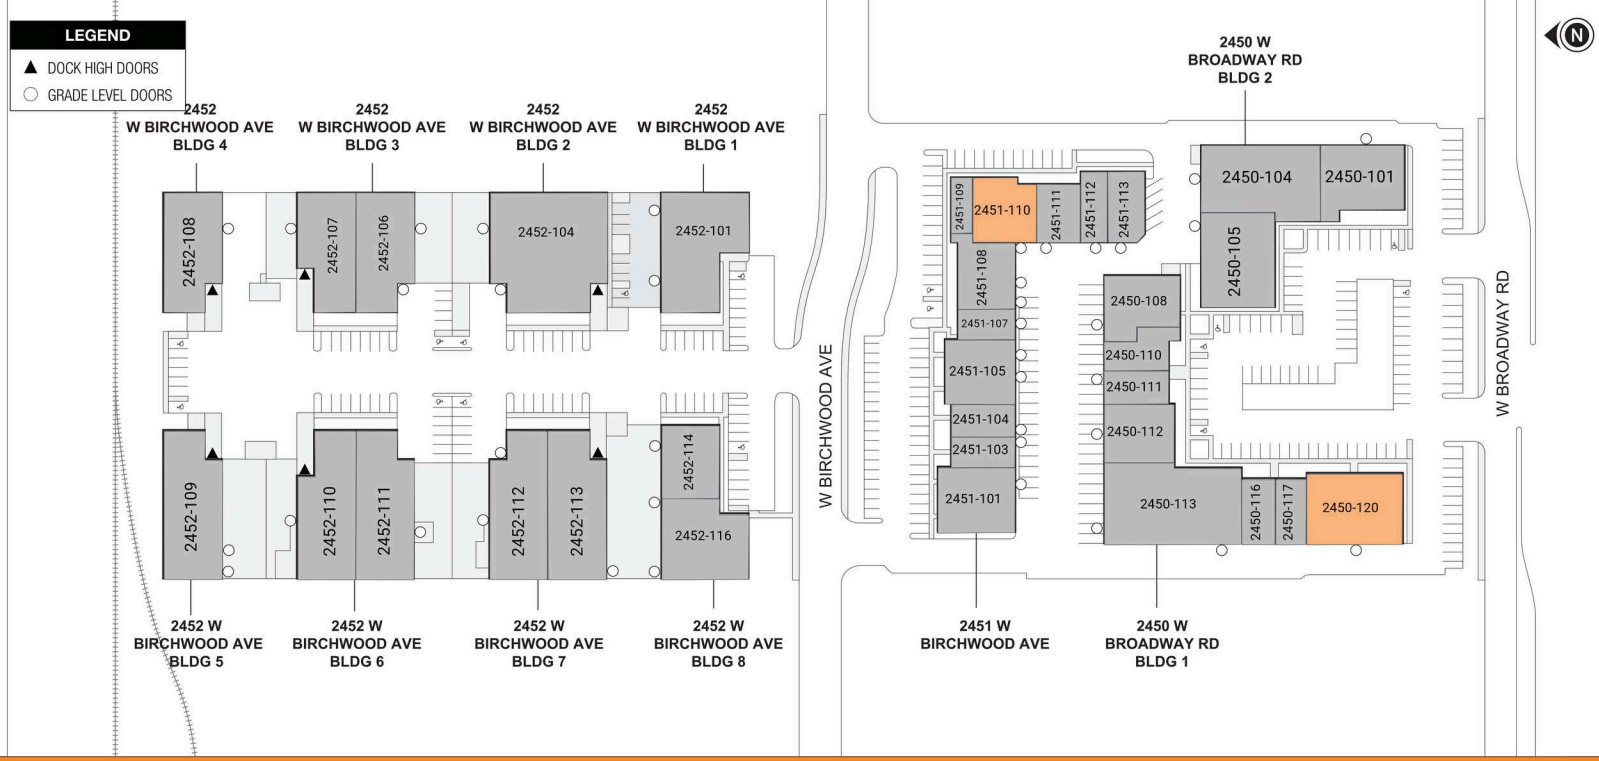 LEGEND
DOCK HIGH DOORS
GRADE LEVEL DOORS
N
2450 W
BROADWAY RD
BLDG 2
2452
W BIRCHWOOD AVE
BLDG 4
2452
W BIRCHWOOD AVE
BLDG 3
2452
W BIRCHWOOD AVE
BLDG 2
2452
W BIRCHWOOD AVE
BLDG 1
2452-108
2452-107
2452-106
2452-104
2452-101
2451-109
2451-110
2451-111
2451-112
2451-113
2450-104
2450-101
2450-105
2451-108
2451-107
2451-105
2451-104
2451-103
2451-101
2450-108
2450-110
2450-111
2450-112
2450-113
2450-116
2450-117
2450-120
W BIRCHWOOD AVE
W BROADWAY RD
2452-109
2452-110
2452-111
2452-112
2452-113
2452-114
2452-116
2452 W
BIRCHWOOD AVE
BLDG 5
2452 W
BIRCHWOOD AVE
BLDG 6
2452 W
BIRCHWOOD AVE
BLDG 7
2452 W
BIRCHWOOD AVE
BLDG 8
2451 W
BIRCHWOOD AVE
2450 W
BROADWAY RD
BLDG 1